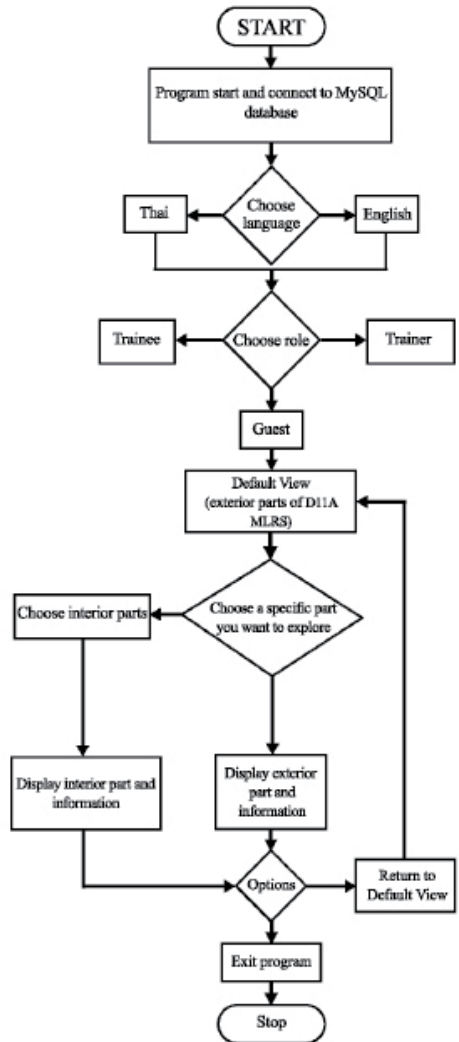 START
Program start and connect to MySQL
database
Choose
language
Thai
English
Choose role
Trainee
Trainer
Guest
Default View
(exterior parts of D11A
MLRS)
Choose a specific part
you want to explore
Choose interior parts
Display interior part and
information
Display exterior
part and
information
Options
Return to
Default View
Exit program
Stop